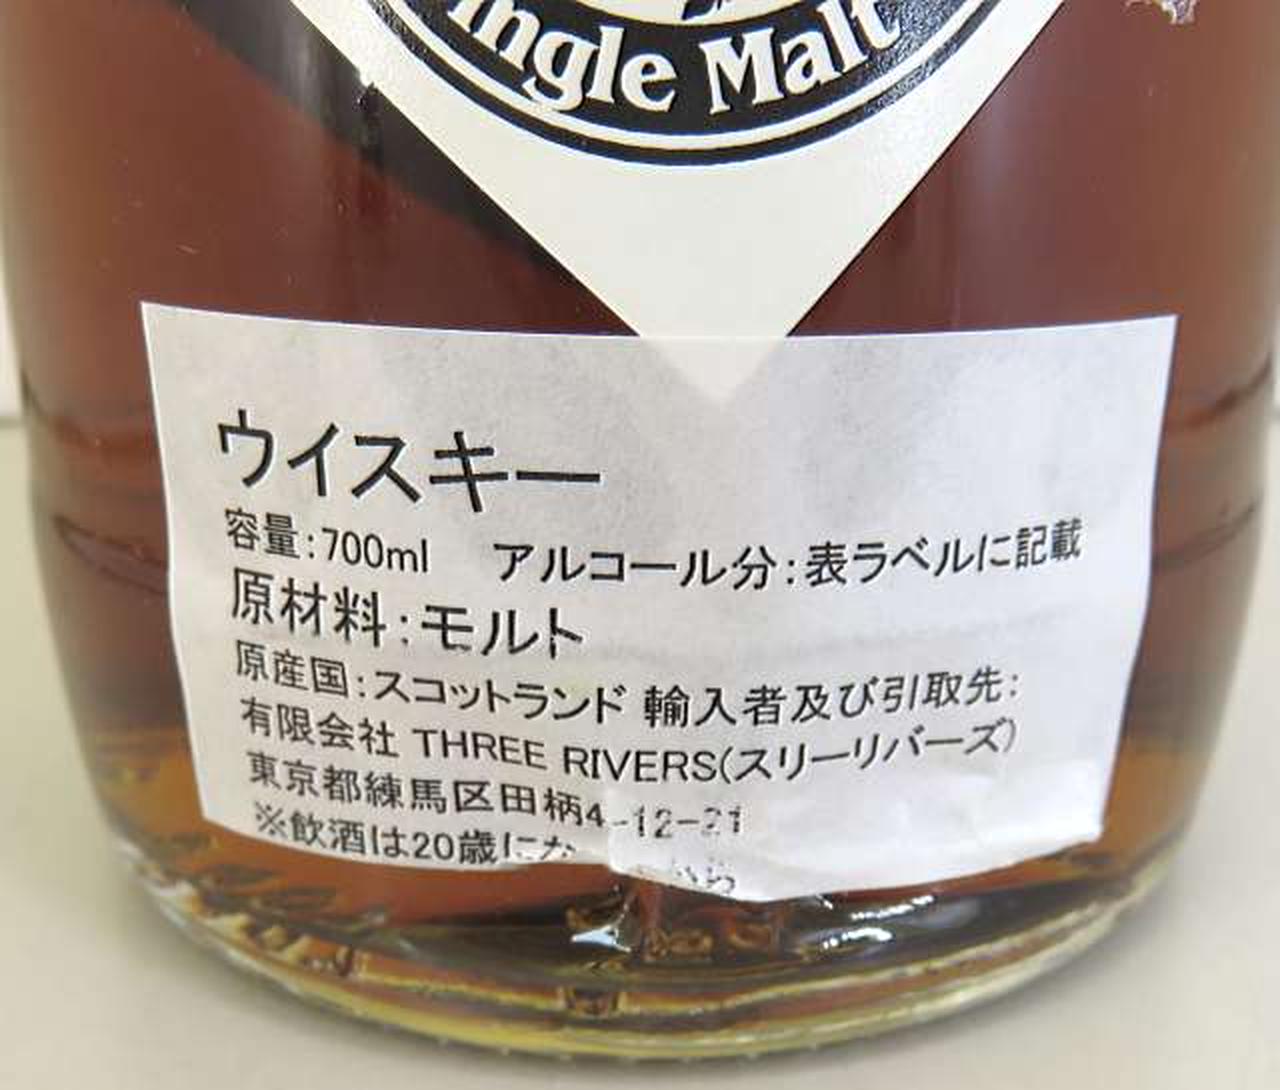 ingle Malt
ウイスキー
容量:700ml アルコール分:表ラベルに記載
原材料:モルト
原産国:スコットランド 輸入者及び引取先:
有限会社 THREE RIVERS(スリーリバーズ)
東京都練馬区田柄4-12-21
※飲酒は20歳にな から